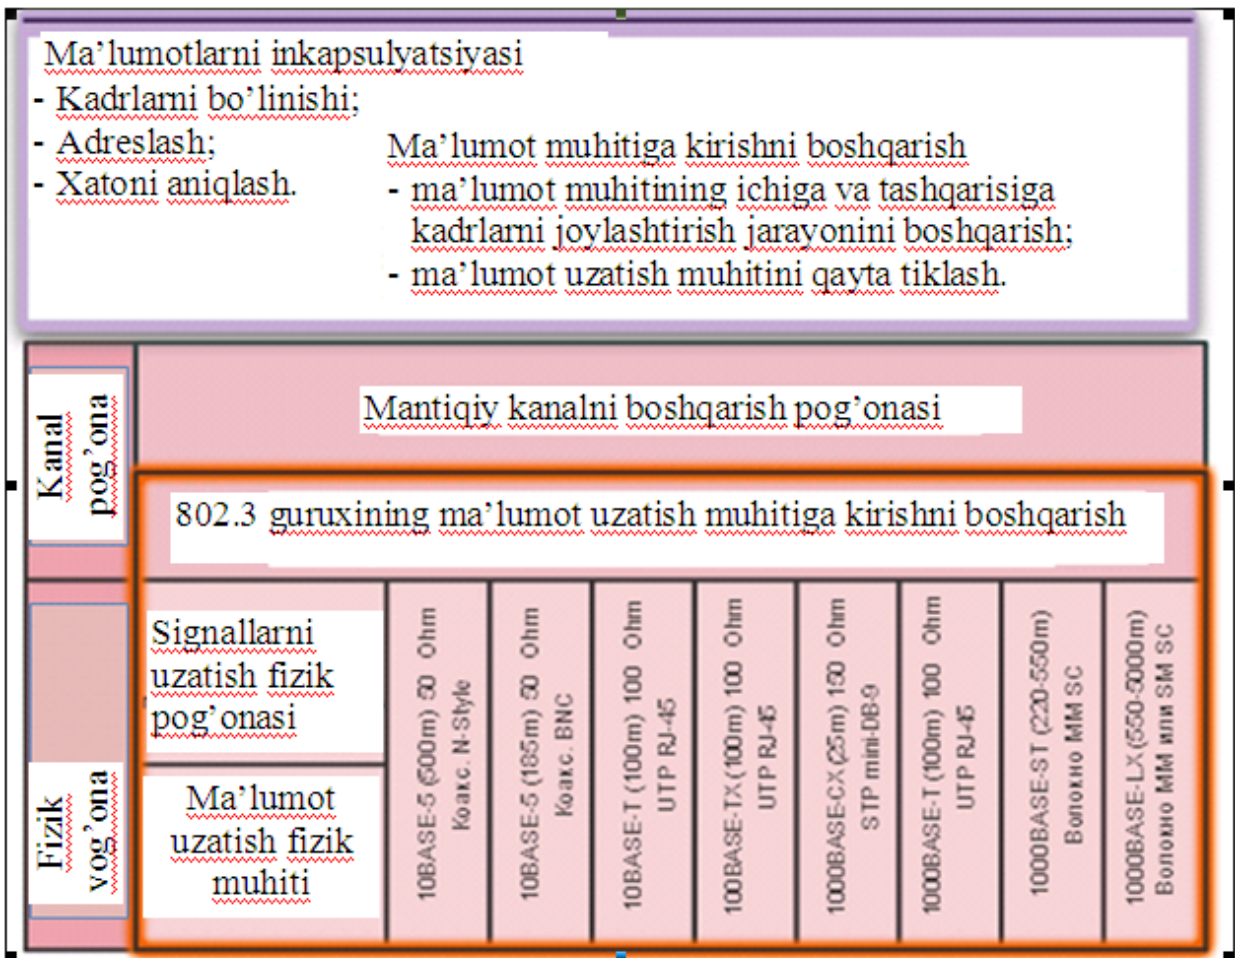 Ma’lumotlarni inkapsulyatsiyasi
- Kadrlarni bo’linishi;
- Adreslash;
- Xatoni aniqlash.
Ma’lumot muhitiga kirishni boshqarish
- ma’lumot muhitining ichiga va tashqarisiga
kadrlarni joylashtirish jarayonini boshqarish;
- ma’lumot uzatish muhitini qayta tiklash.
Kanal
pog’ona
Mantiqiy kanalni boshqarish pog’onasi
802.3 guruxining ma’lumot uzatish muhitiga kirishni boshqarish
Fizik
vog’ona
Signallarni
uzatish fizik
pog’onasi
Ma’lumot
uzatish fizik
muhiti
10BASE-5 (500m) 50 Ohm
Коакс. N-Style
10BASE-5 (185m) 50 Ohm
Коакс. BNC
10BASE-T (100m) 100 Ohm
UTP RJ-45
100BASE-TX (100m) 100 Ohm
UTP RJ-45
1000BASE-CX (25m) 150 Ohm
STP mini-DB-9
1000BASE-T (100m) 100 Ohm
UTP RJ-45
1000BASE-ST (220-550m)
Волокно MM SC
1000BASE-LX (550-5000m)
Волокно MM или SM SC